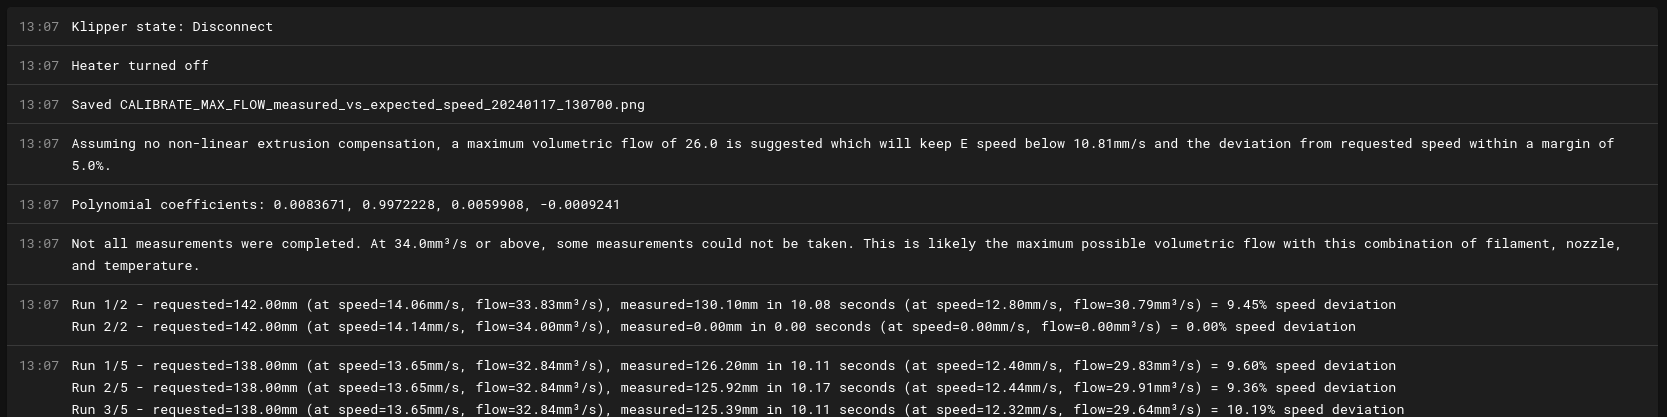 13:07 Klipper state: Disconnect
13:07 Heater turned off
13:07 Saved CALIBRATE_MAX_FLOW_measured_vs_expected_speed_20240117_130700.png
13:07 Assuming no non-linear extrusion compensation, a maximum volumetric flow of 26.0 is suggested which will keep E speed below 10.81mm/s and the deviation from requested speed within a margin of
5.0%.
13:07 Polynomial coefficients: 0.0083671, 0.9972228, 0.0059908, -0.0009241
13:07 Not all measurements were completed. At 34.0mm³/s or above, some measurements could not be taken. This is likely the maximum possible volumetric flow with this combination of filament, nozzle,
and temperature.
13:07 Run 1/2 - requested=142.00mm (at speed=14.06mm/s, flow=33.83mm³/s), measured=130.10mm in 10.08 seconds (at speed=12.80mm/s, flow=30.79mm³/s) = 9.45% speed deviation
Run 2/2 - requested=142.00mm (at speed=14.14mm/s, flow=34.00mm³/s), measured=0.00mm in 0.00 seconds (at speed=0.00mm/s, flow=0.00mm³/s) = 0.00% speed deviation
13:07 Run 1/5 - requested=138.00mm (at speed=13.65mm/s, flow=32.84mm³/s), measured=126.20mm in 10.11 seconds (at speed=12.40mm/s, flow=29.83mm³/s) = 9.60% speed deviation
Run 2/5 - requested=138.00mm (at speed=13.65mm/s, flow=32.84mm³/s), measured=125.92mm in 10.17 seconds (at speed=12.44mm/s, flow=29.91mm³/s) = 9.36% speed deviation
Run 3/5 - requested=138.00mm (at speed=13.65mm/s, flow=32.84mm³/s), measured=125.39mm in 10.11 seconds (at speed=12.32mm/s, flow=29.64mm³/s) = 10.19% speed deviation